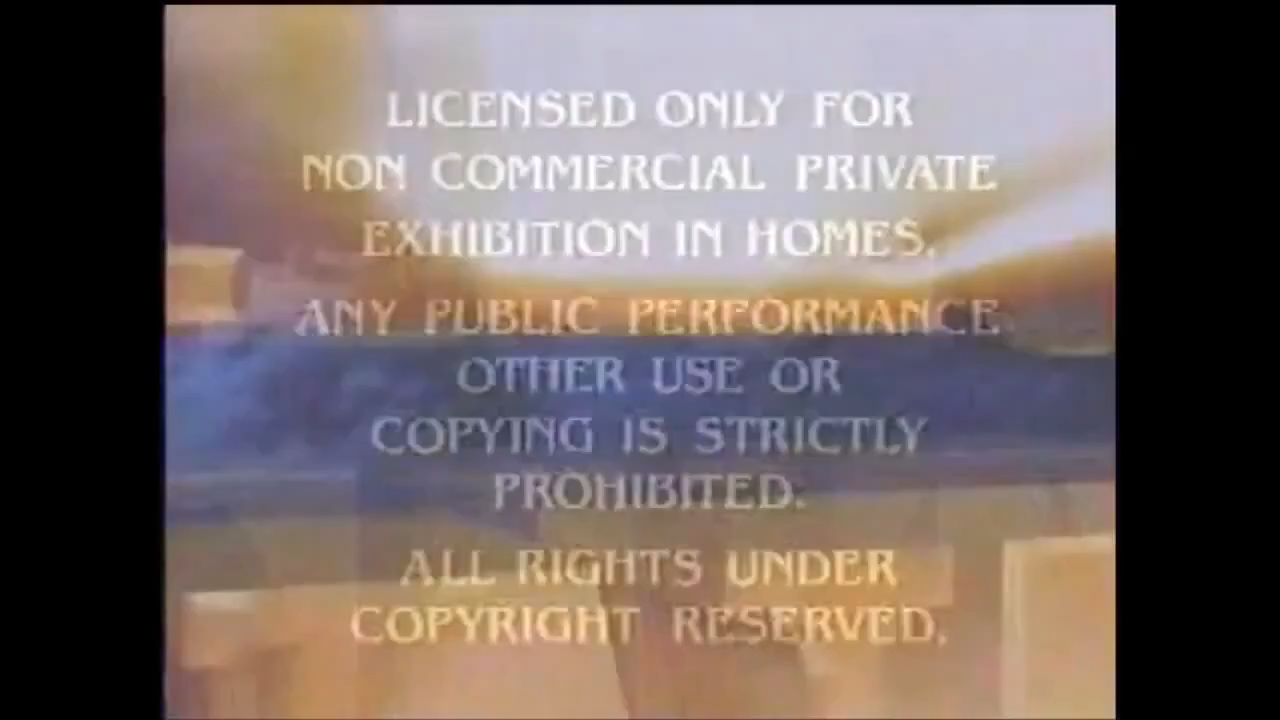 LICENSED ONLY FOR
NON COMMERCIAL PRIVATE
EXHIBITION IN HOMES.
ANY PUBLIC PERFORMANCE
OTHER USE OR
COPYING IS STRICTLY
PROHIBITED.
ALL RIGHTS UNDER
COPYRIGHT RESERVED.